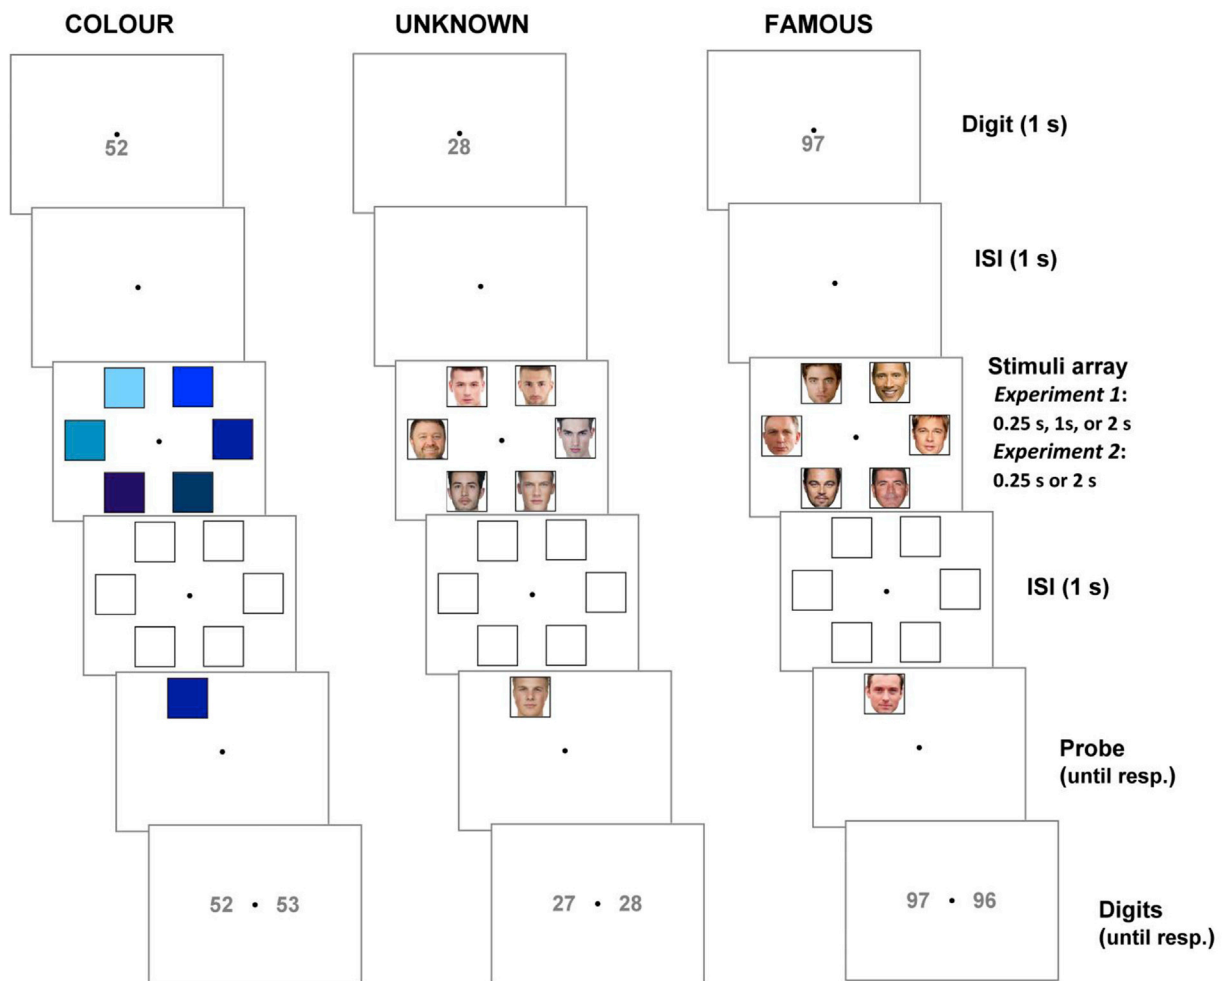 COLOUR
UNKNOWN
FAMOUS
52
28
97
Digit (1 s)
ISI (1 s)
Stimuli array
Experiment 1:
0.25 s, 1s, or 2 s
Experiment 2:
0.25 s or 2 s
ISI (1 s)
Probe
(until resp.)
52 53
27 28
97 96
Digits
(until resp.)